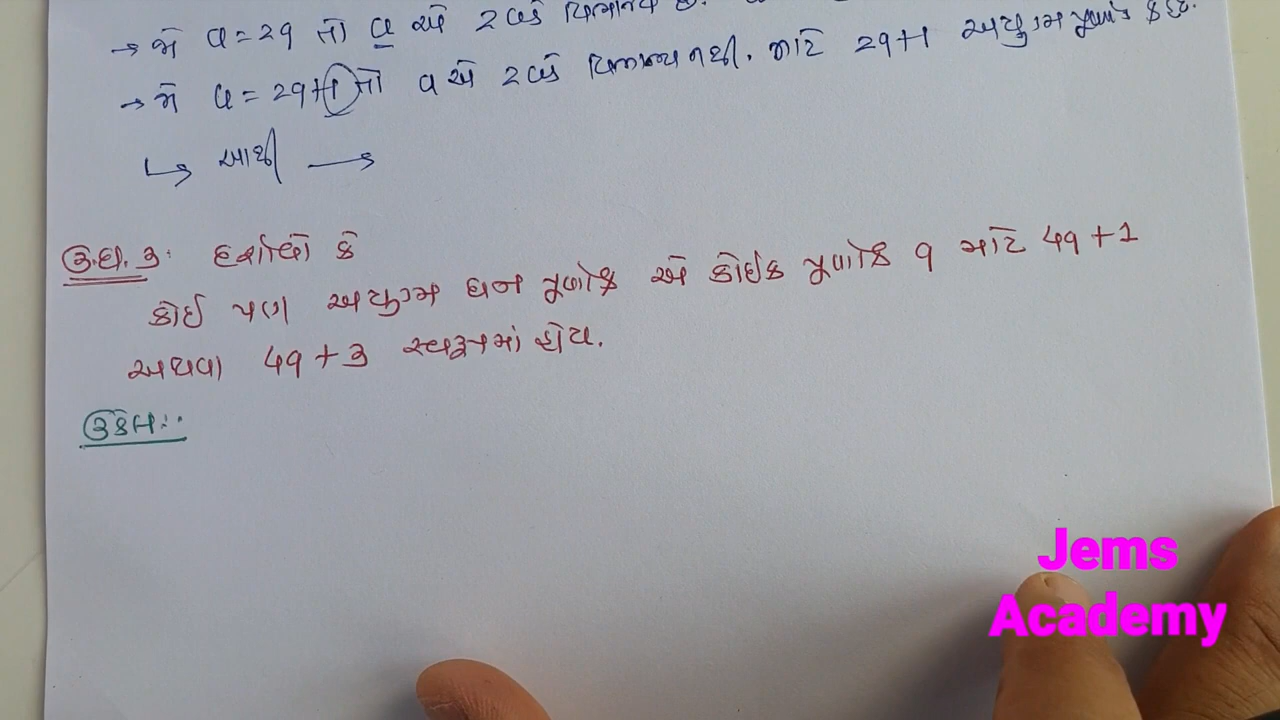 → જો a = 2q તો a એ 2 વડે વિભાજ્ય છે.
→ જો a = 2q+1 તો a એ 2 વડે વિભાજ્ય નથી. માટે 2q+1 અયુગ્મ પૂર્ણાંક કહે.
↳ આથી →
ઉ.દા. 3: દર્શાવો કે
કોઈ પણ અયુગ્મ ધન પૂર્ણાંક એ કોઈક પૂર્ણાંક q માટે 4q + 1
અથવા 4q + 3 સ્વરૂપમાં હોય.
ઉકેલ:-
Jems
Academy